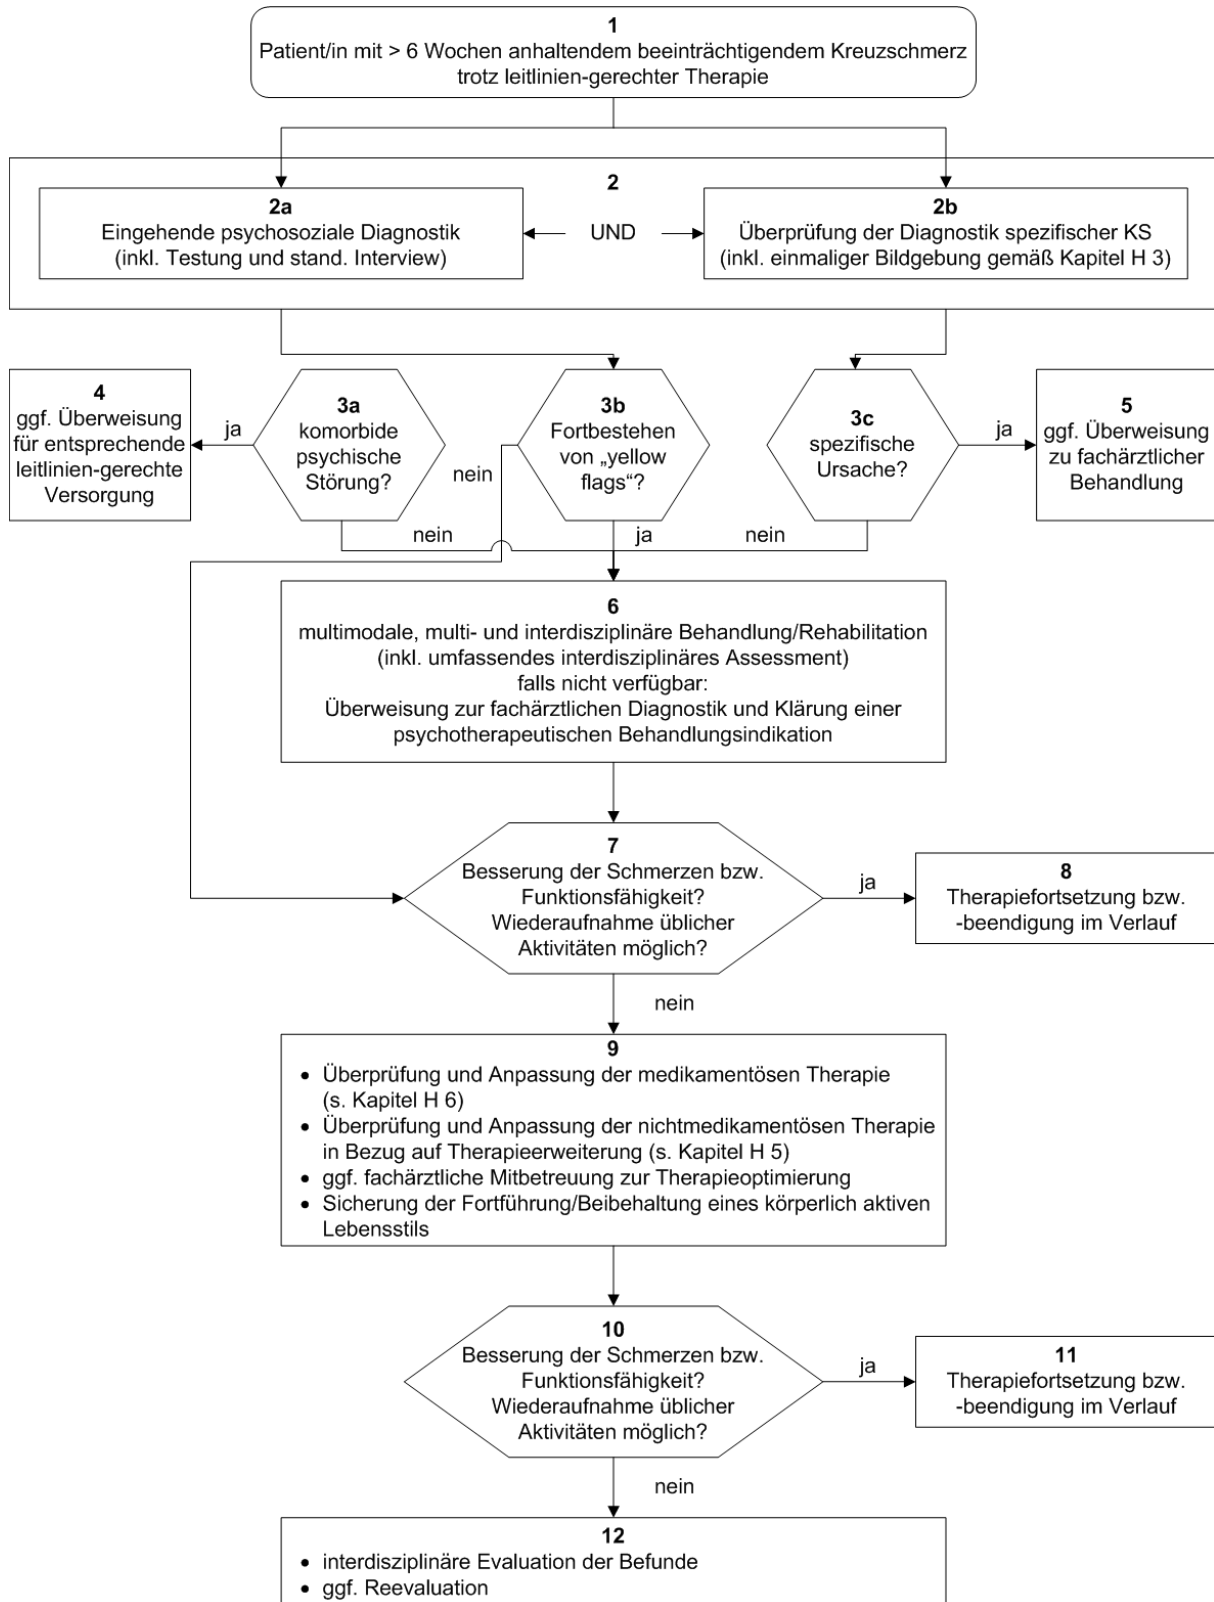 1
Patient/in mit > 6 Wochen anhaltendem beeinträchtigendem Kreuzschmerz
trotz leitlinien-gerechter Therapie
2
2a
Eingehende psychosoziale Diagnostik
(inkl. Testung und stand. Interview)
UND
2b
Überprüfung der Diagnostik spezifischer KS
(inkl. einmaliger Bildgebung gemäß Kapitel H 3)
4
ggf. Überweisung
für entsprechende
leitlinien-gerechte
Versorgung
ja
3a
komorbide
psychische
Störung?
nein
nein
3b
Fortbestehen
von „yellow
flags“?
ja
3c
spezifische
Ursache?
nein
ja
5
ggf. Überweisung
zu fachärztlicher
Behandlung
6
multimodale, multi- und interdisziplinäre Behandlung/Rehabilitation
(inkl. umfassendes interdisziplinäres Assessment)
falls nicht verfügbar:
Überweisung zur fachärztlichen Diagnostik und Klärung einer
psychotherapeutischen Behandlungsindikation
7
Besserung der Schmerzen bzw.
Funktionsfähigkeit?
Wiederaufnahme üblicher
Aktivitäten möglich?
ja
8
Therapiefortsetzung bzw.
-beendigung im Verlauf
nein
9
• Überprüfung und Anpassung der medikamentösen Therapie
(s. Kapitel H 6)
• Überprüfung und Anpassung der nichtmedikamentösen Therapie
in Bezug auf Therapieerweiterung (s. Kapitel H 5)
• ggf. fachärztliche Mitbetreuung zur Therapieoptimierung
• Sicherung der Fortführung/Beibehaltung eines körperlich aktiven
Lebensstils
10
Besserung der Schmerzen bzw.
Funktionsfähigkeit?
Wiederaufnahme üblicher
Aktivitäten möglich?
ja
11
Therapiefortsetzung bzw.
-beendigung im Verlauf
nein
12
• interdisziplinäre Evaluation der Befunde
• ggf. Reevaluation